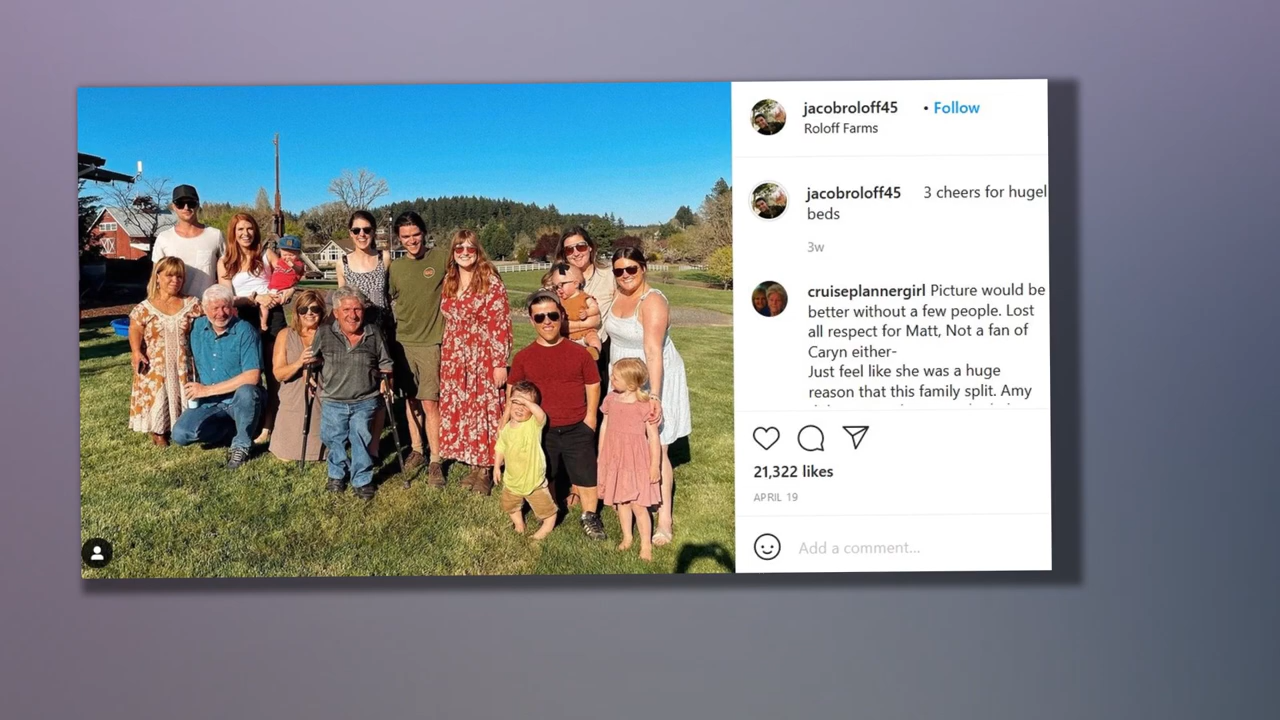 jacobroloff45 • Follow
Roloff Farms
jacobroloff45 3 cheers for hugel
beds
3w
cruiseplannergirl Picture would be
better without a few people. Lost
all respect for Matt, Not a fan of
Caryn either-
Just feel like she was a huge
reason that this family split. Amy
21,322 likes
APRIL 19
Add a comment...